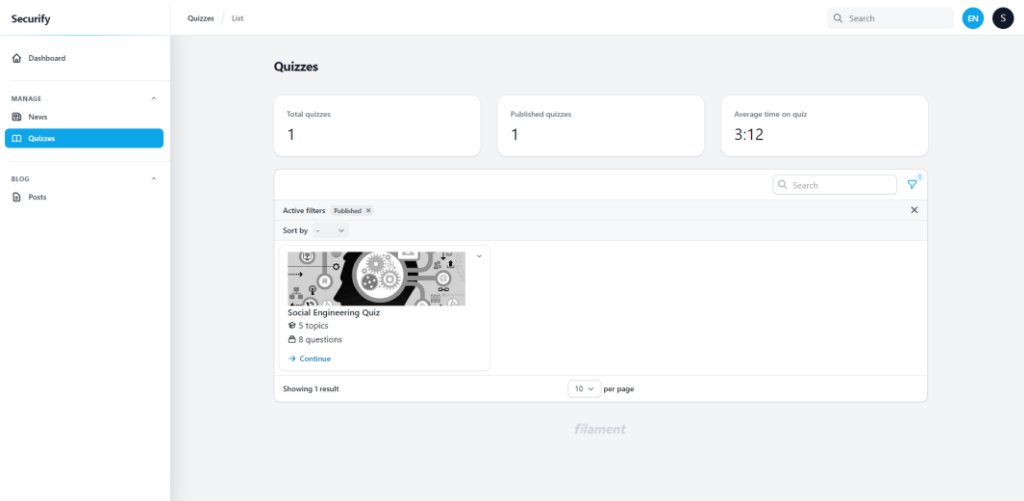 Securify
Quizzes / List
Search
EN
S
Dashboard
MANAGE
News
Quizzes
BLOG
Posts
Quizzes
Total quizzes
1
Published quizzes
1
Average time on quiz
3:12
Search
1
Active filters Published
Sort by -
Social Engineering Quiz
5 topics
8 questions
Continue
Showing 1 result
10 per page
filament